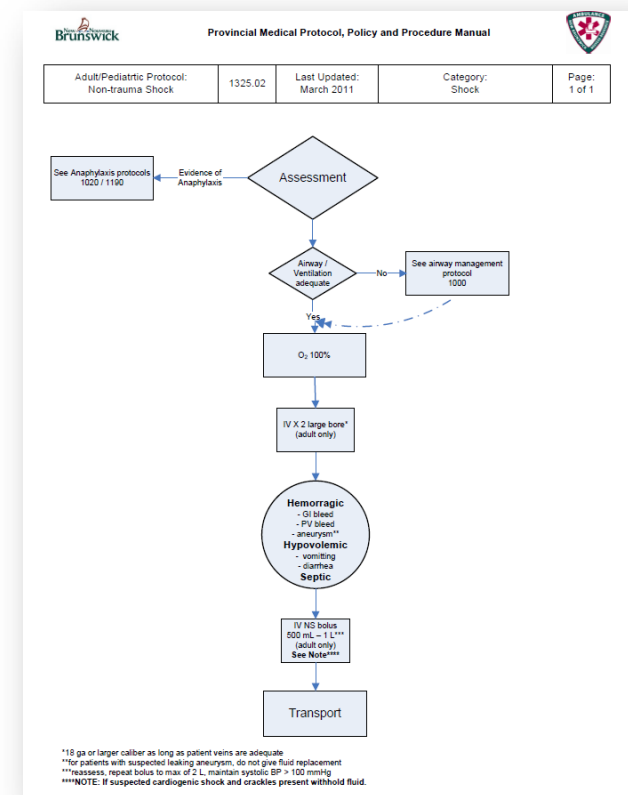 New Nouveau
Brunswick
Provincial Medical Protocol, Policy and Procedure Manual
AMBULANCE
Adult/Pediatric Protocol:
Non-trauma Shock
1325.02
Last Updated:
March 2011
Category:
Shock
Page:
1 of 1
See Anaphylaxis protocols
1020 / 1190
Evidence of
Anaphylaxis
Assessment
Airway /
Ventilation
adequate
No
See airway management
protocol
1000
Yes
O₂ 100%
IV X 2 large bore*
(adult only)
Hemorragic
- GI bleed
- PV bleed
- aneurysm**
Hypovolemic
- vomitting
- diarrhea
Septic
IV NS bolus
500 mL – 1 L***
(adult only)
See Note****
Transport
*18 ga or larger caliber as long as patient veins are adequate
**for patients with suspected leaking aneurysm, do not give fluid replacement
***reassess, repeat bolus to max of 2 L, maintain systolic BP > 100 mmHg
****NOTE: If suspected cardiogenic shock and crackles present withhold fluid.